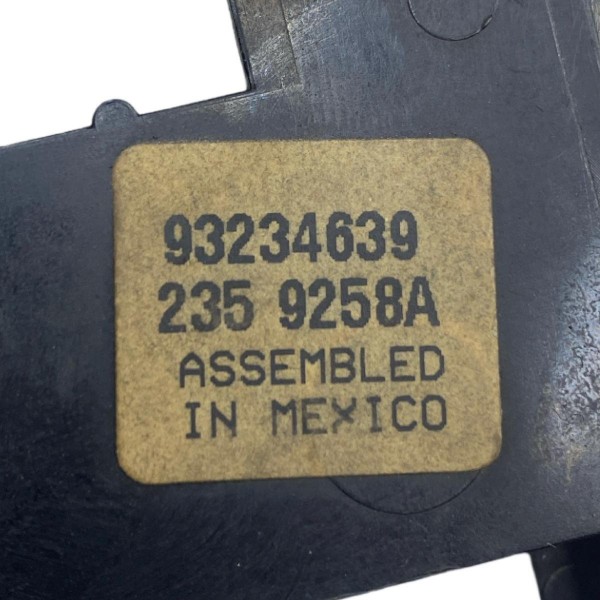 93234639
235 9258A
ASSEMBLED
IN MEXICO